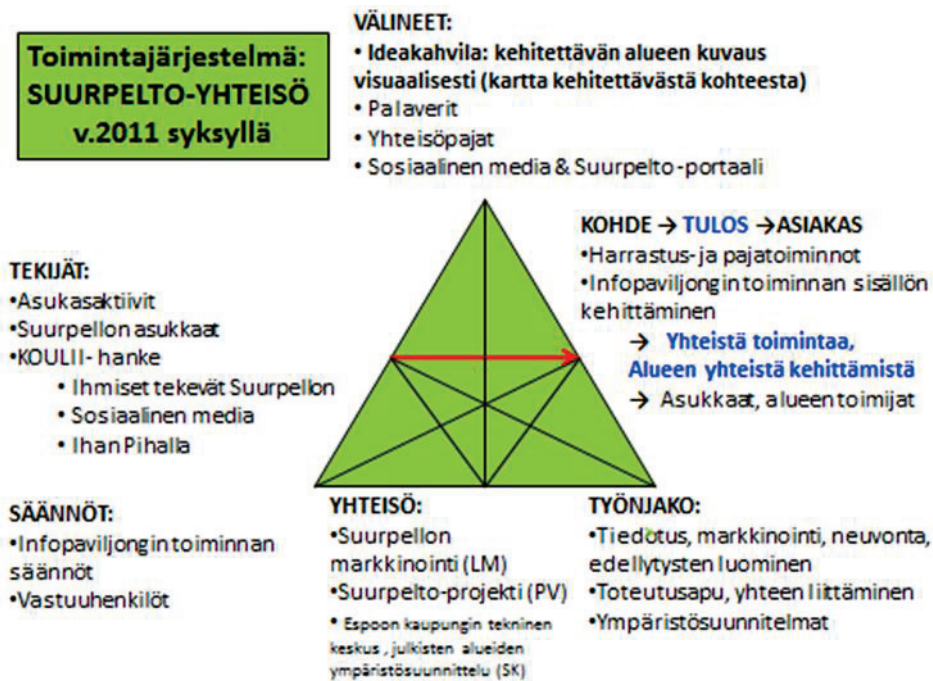 Toimintajärjestelmä:
SUURPELTO-YHTEISÖ
v.2011 syksyllä
VÄLINEET:
• Ideakahvila: kehitettävän alueen kuvaus
visuaalisesti (kartta kehitettävästä kohteesta)
• Palaverit
• Yhteisöpajat
• Sosiaalinen media & Suurpelto-portaali
KOHDE → TULOS → ASIAKAS
•Harrastus-ja pajatoiminnot
•Infopaviljongin toiminnan sisällön
kehittäminen
→ Yhteistä toimintaa,
Alueen yhteistä kehittämistä
→ Asukkaat, alueen toimijat
TEKIJÄT:
•Asukasaktiivit
•Suurpellon asukkaat
•KOULII- hanke
• Ihmiset tekevät Suurpellon
• Sosiaalinen media
• Ihan Pihalla
SÄÄNNÖT:
•Infopaviljongin toiminnan
säännöt
•Vastuuhenkilöt
YHTEISÖ:
•Suurpellon
markkinointi (LM)
•Suurpelto-projekti (PV)
• Espoon kaupungin tekninen
keskus, julkisten alueiden
ympäristösuunnittelu (SK)
TYÖNJAKO:
•Tiedotus, markkinointi, neuvonta,
edellytysten luominen
•Toteutusapu, yhteen liittäminen
•Ympäristösuunnitelmat